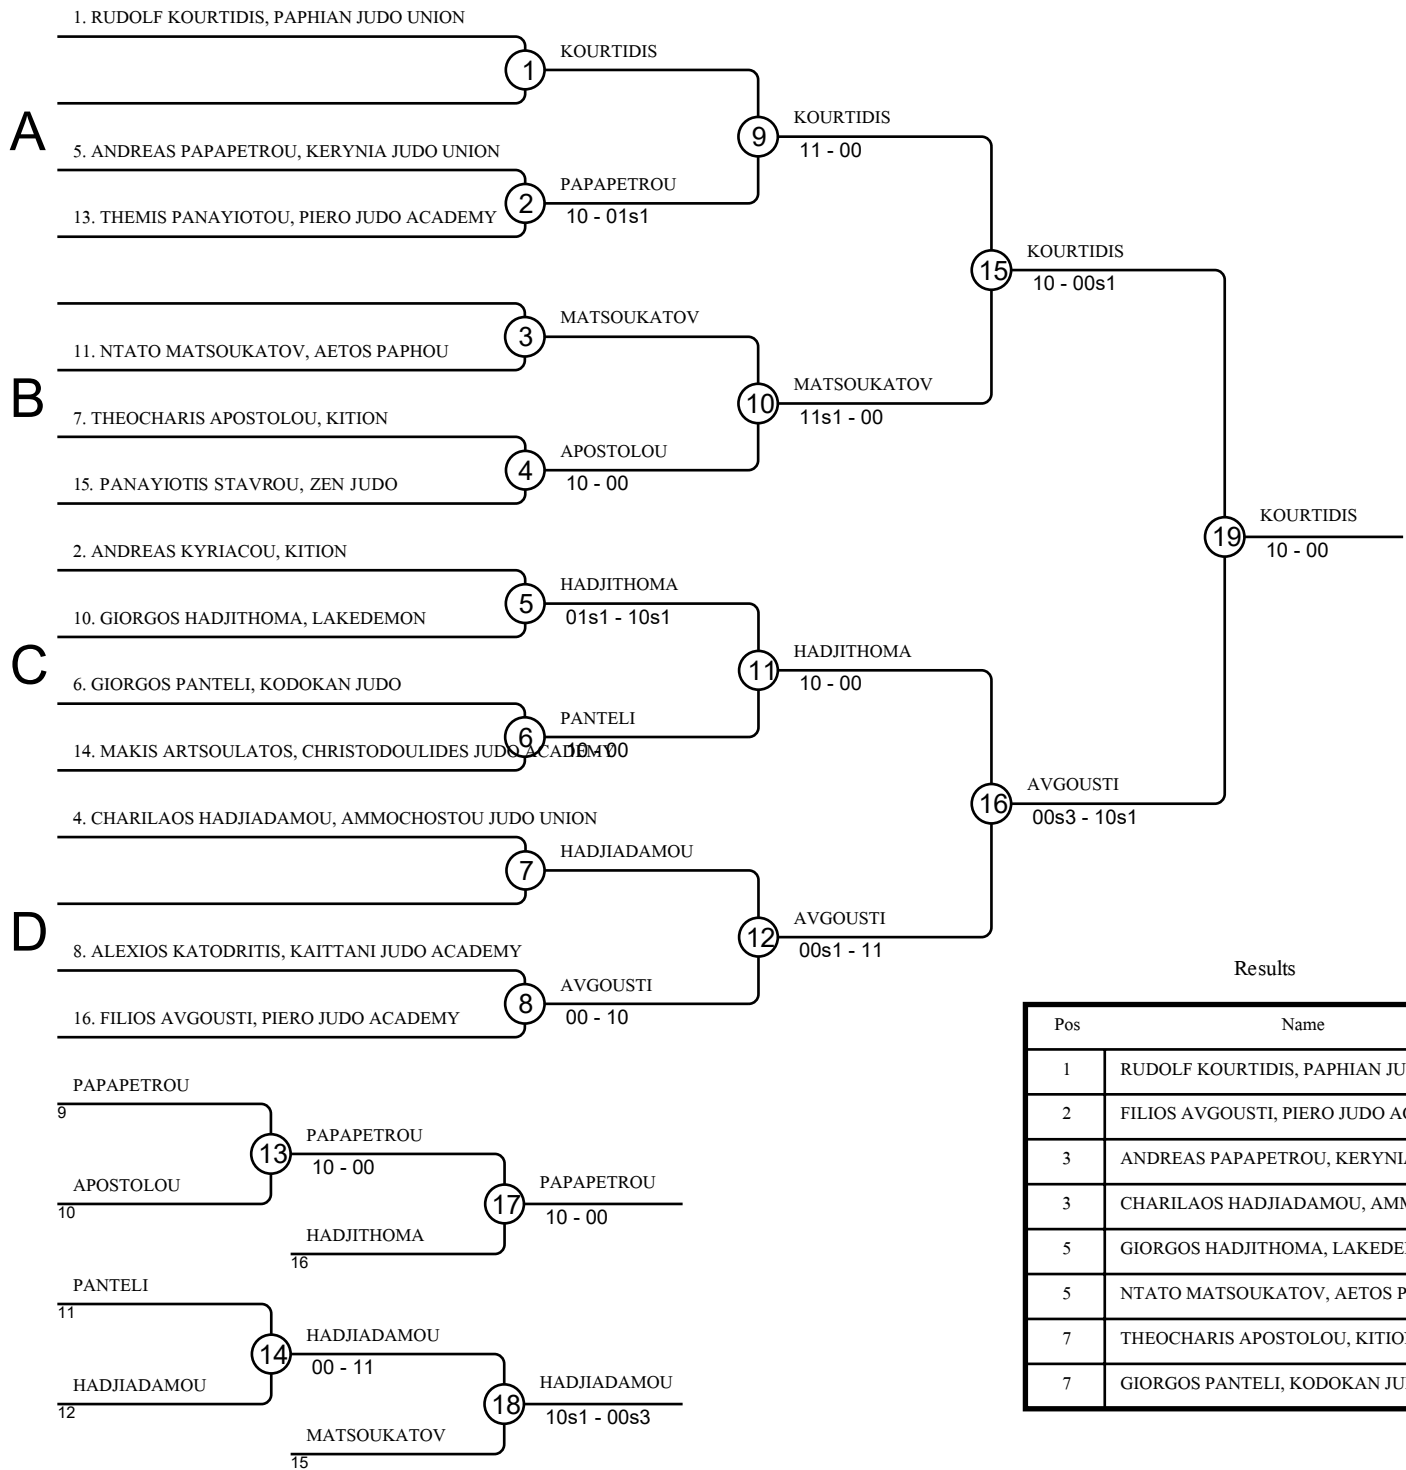 1. RUDOLF KOURTIDIS, PAPHIAN JUDO UNION
KOURTIDIS
1
A
KOURTIDIS
9
11 - 00
5. ANDREAS PAPAPETROU, KERYNIA JUDO UNION
PAPAPETROU
2
10 - 01s1
13. THEMIS PANAYIOTOU, PIERO JUDO ACADEMY
KOURTIDIS
15
10 - 00s1
MATSOUKATOV
3
11. NTATO MATSOUKATOV, AETOS PAPHOU
B
MATSOUKATOV
10
11s1 - 00
7. THEOCHARIS APOSTOLOU, KITION
APOSTOLOU
4
10 - 00
15. PANAYIOTIS STAVROU, ZEN JUDO
KOURTIDIS
19
10 - 00
2. ANDREAS KYRIACOU, KITION
HADJITHOMA
5
01s1 - 10s1
10. GIORGOS HADJITHOMA, LAKEDEMON
C
HADJITHOMA
11
10 - 00
6. GIORGOS PANTELI, KODOKAN JUDO
PANTELI
6
10 - 00
14. MAKIS ARTSOULATOS, CHRISTODOULIDES JUDO ACADEMY
AVGOUSTI
16
00s3 - 10s1
4. CHARILAOS HADJIADAMOU, AMMOCHOSTOU JUDO UNION
HADJIADAMOU
7
D
AVGOUSTI
12
00s1 - 11
8. ALEXIOS KATODRITIS, KAITTANI JUDO ACADEMY
AVGOUSTI
8
00 - 10
16. FILIOS AVGOUSTI, PIERO JUDO ACADEMY
PAPAPETROU
9
PAPAPETROU
13
10 - 00
APOSTOLOU
10
PAPAPETROU
17
10 - 00
HADJITHOMA
16
PANTELI
11
HADJIADAMOU
14
00 - 11
HADJIADAMOU
12
HADJIADAMOU
18
10s1 - 00s3
MATSOUKATOV
15
Results
Pos Name
1 RUDOLF KOURTIDIS, PAPHIAN JU
2 FILIOS AVGOUSTI, PIERO JUDO
3 ANDREAS PAPAPETROU,
3 CHARILAOS HADJIADAMOU,
5 GIORGOS HADJITHOMA,
5 NTATO MATSOUKATOV, AETOS P
7 THEOCHARIS APOSTOLOU,
7 GIORGOS PANTELI, KODOKAN